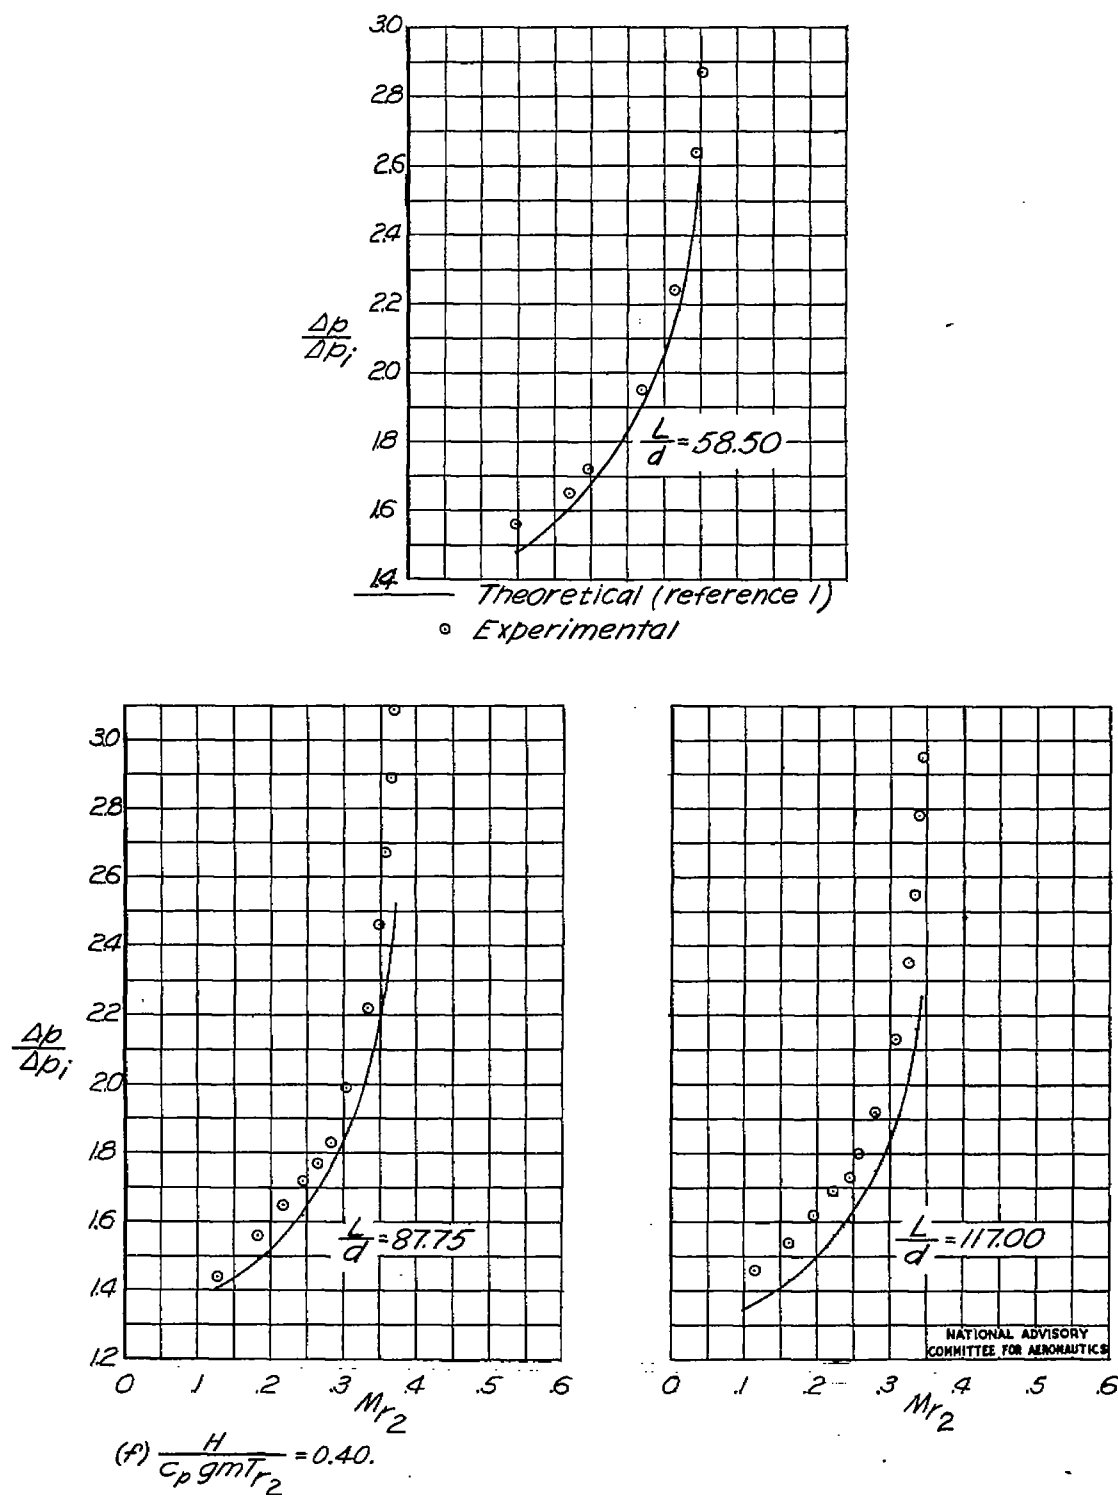 3.0
2.8
2.6
2.4
2.2
Δp/Δpi
2.0
1.8
L/d = 58.50
1.6
1.4
Theoretical (reference 1)
⊙ Experimental
3.0
2.8
2.6
2.4
2.2
Δp/Δpi
2.0
1.8
1.6
L/d = 87.75
1.4
1.2
0 .1 .2 .3 .4 .5 .6
Mr2
L/d = 117.00
NATIONAL ADVISORY
COMMITTEE FOR AERONAUTICS
0 .1 .2 .3 .4 .5 .6
Mr2
(f) H/cp gmTr2 = 0.40.